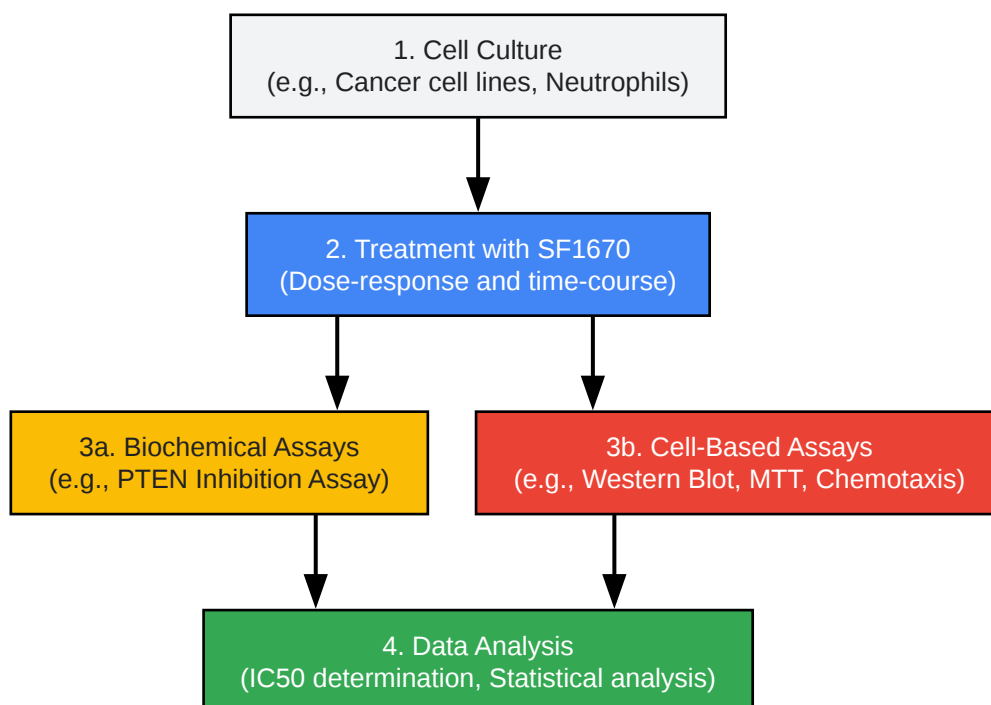 1. Cell Culture
(e.g., Cancer cell lines, Neutrophils)
2. Treatment with SF1670
(Dose-response and time-course)
3a. Biochemical Assays
(e.g., PTEN Inhibition Assay)
3b. Cell-Based Assays
(e.g., Western Blot, MTT, Chemotaxis)
4. Data Analysis
(IC50 determination, Statistical analysis)